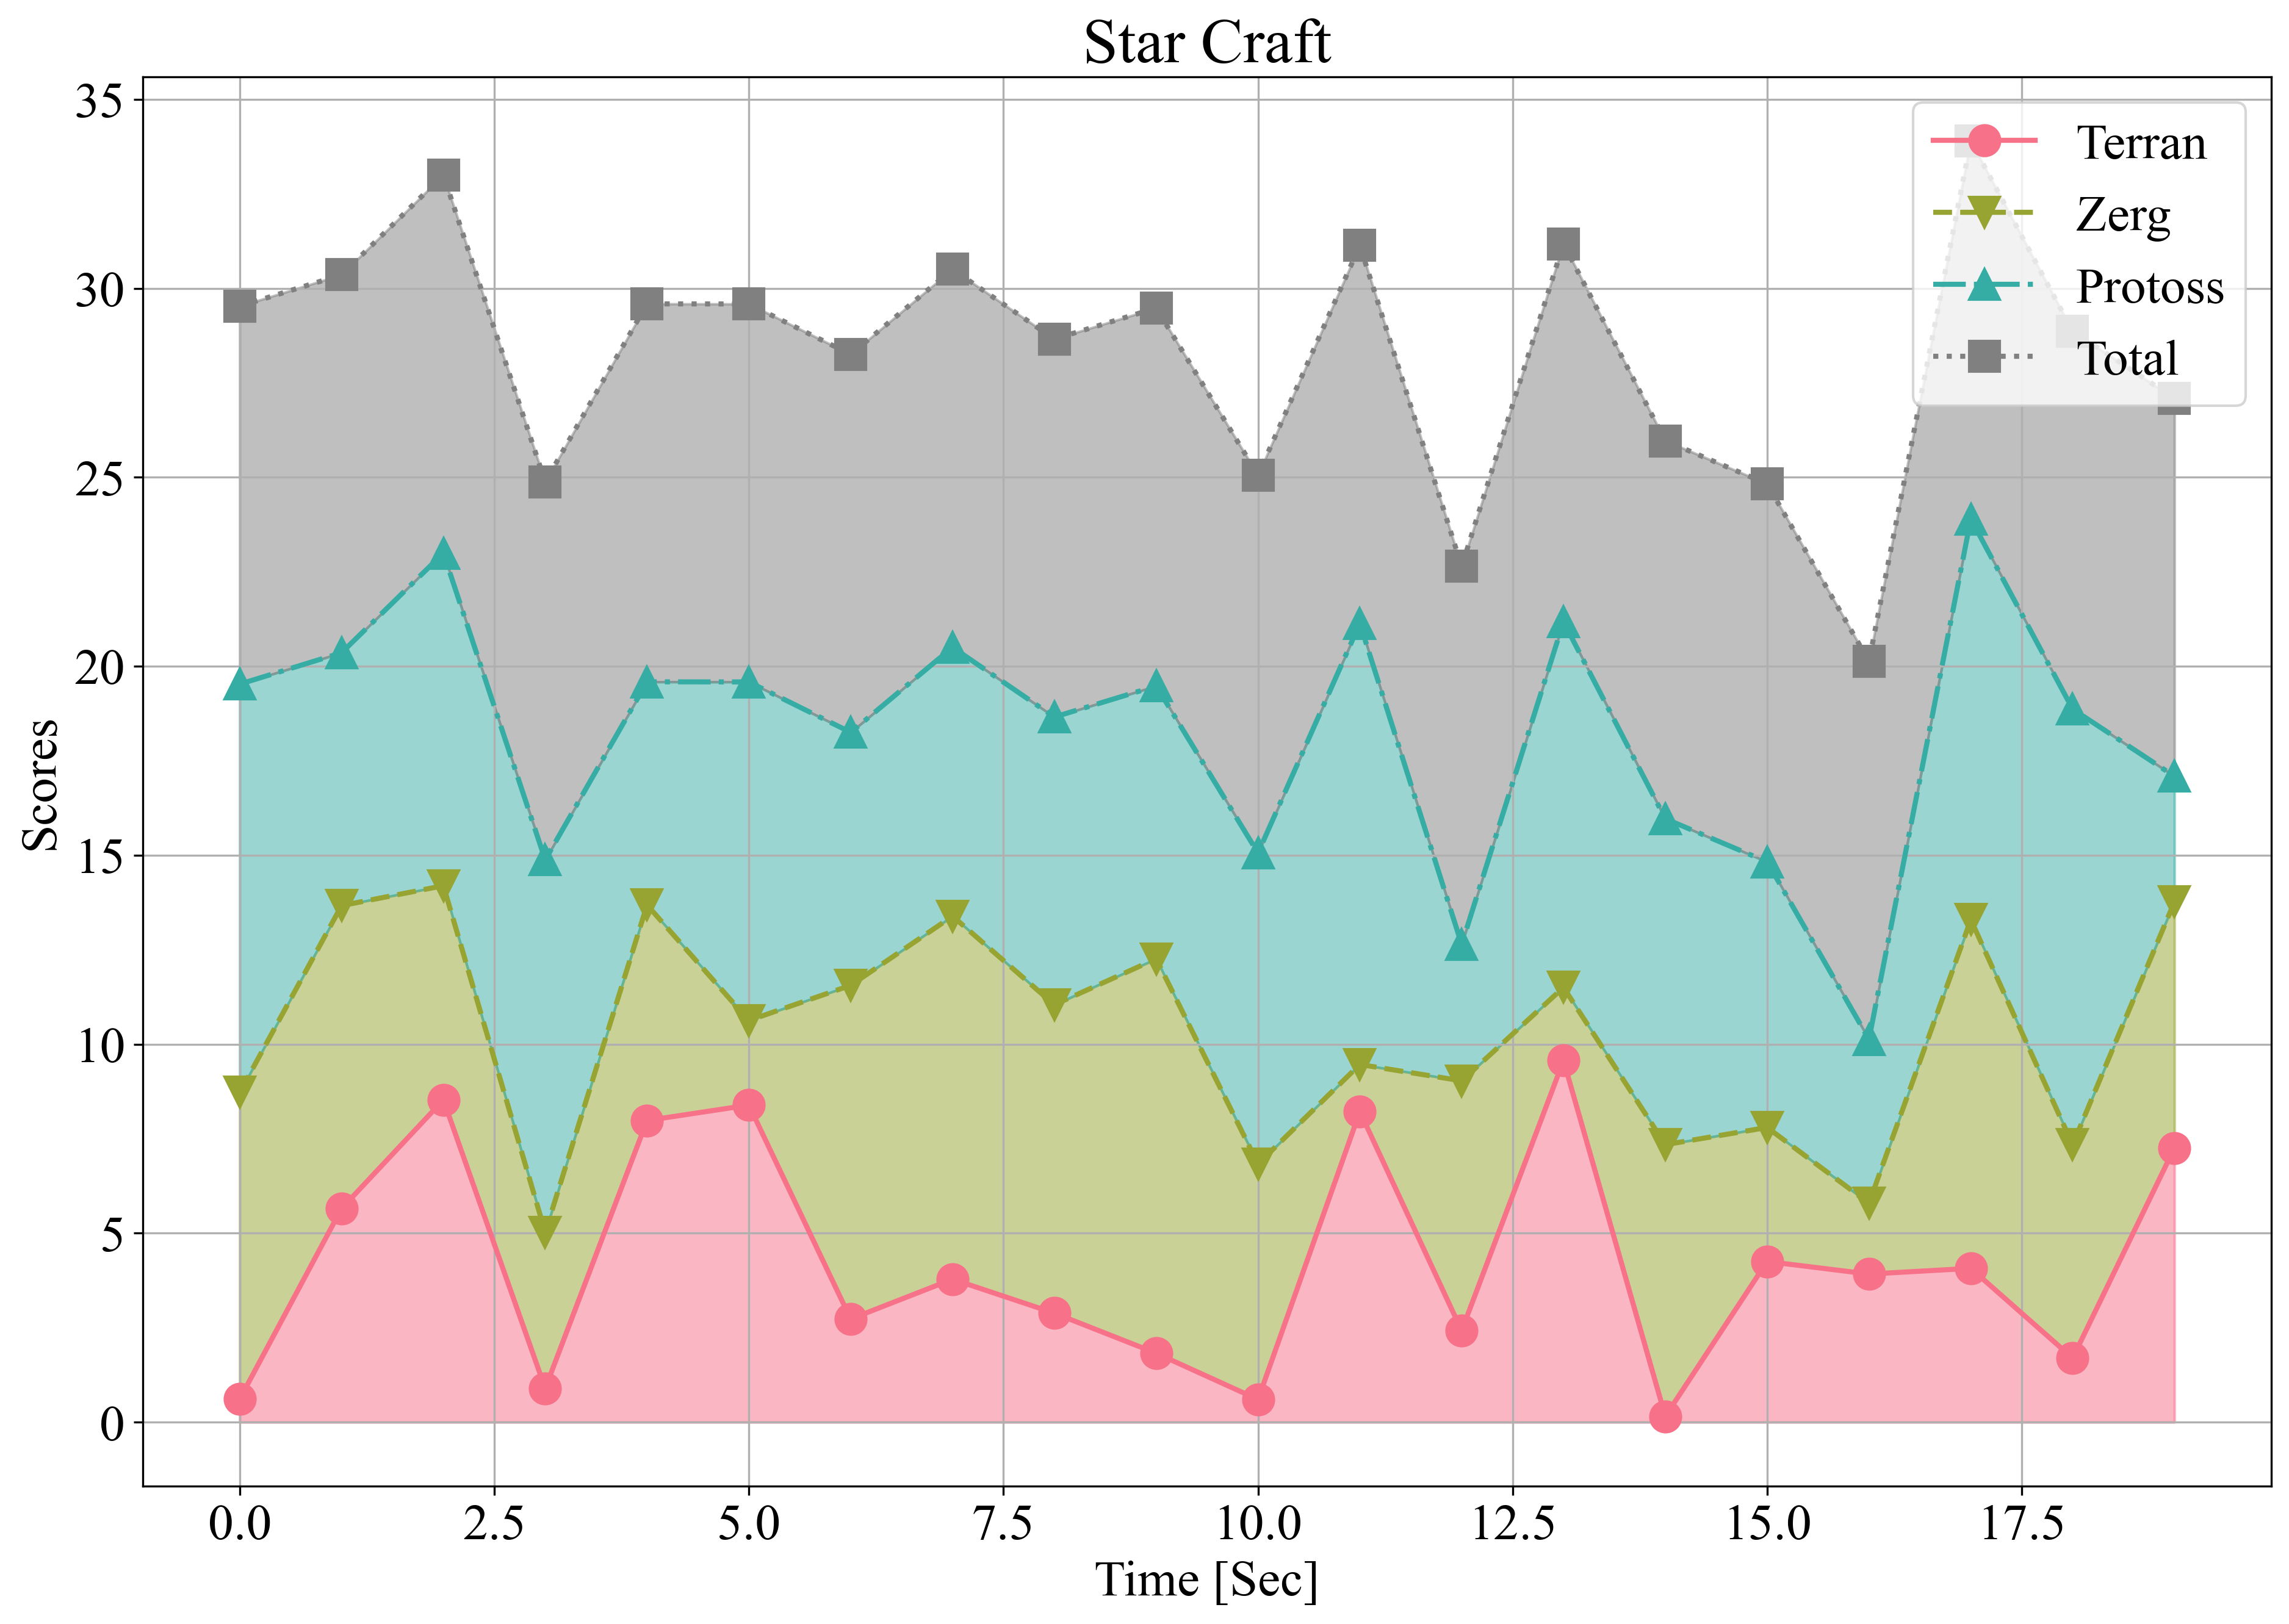 Star Craft
35
30
25
20
15
10
5
0
Scores
Terran
Zerg
Protoss
Total
0.0 2.5 5.0 7.5 10.0 12.5 15.0 17.5
Time [Sec]